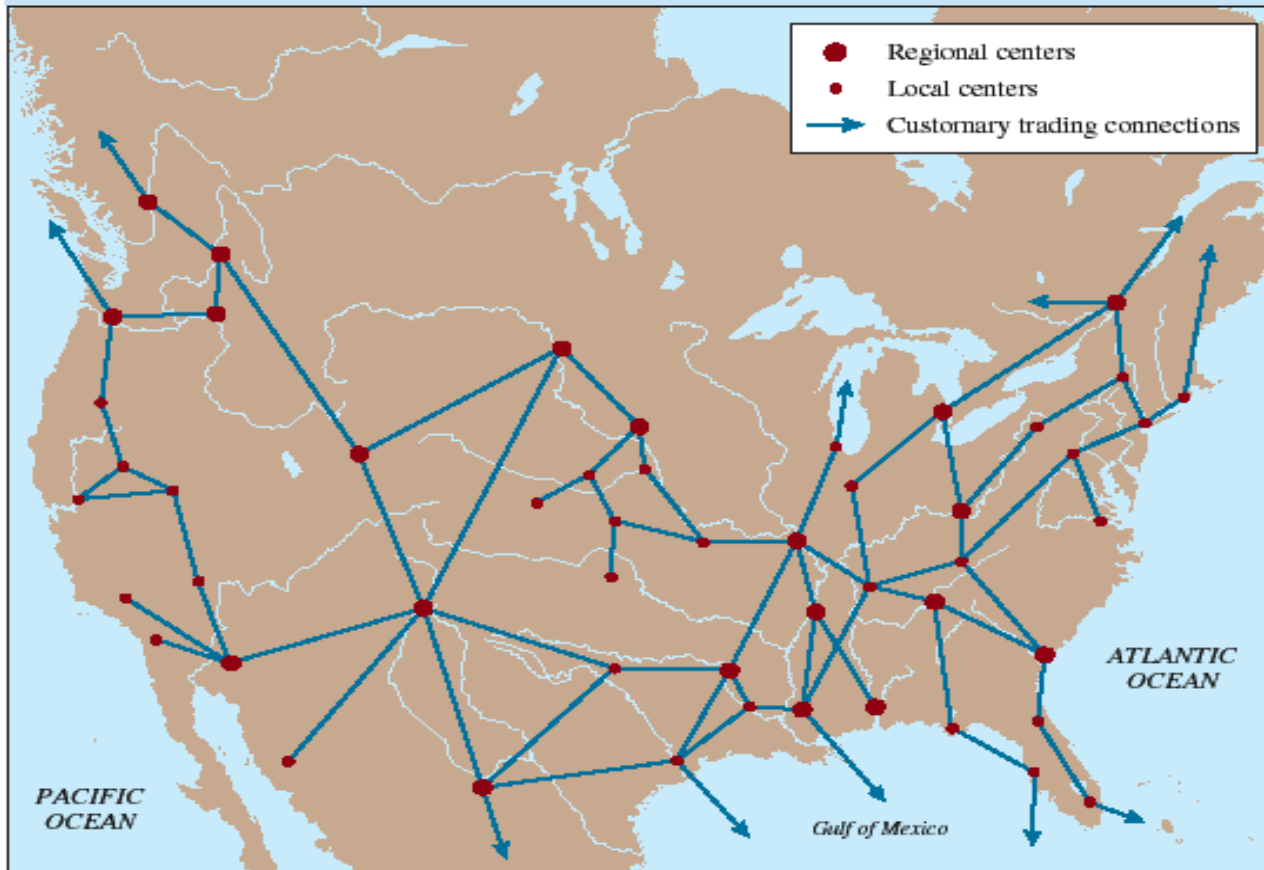 Regional centers
Local centers
Customary trading connections
ATLANTIC
OCEAN
PACIFIC
OCEAN
Gulf of Mexico